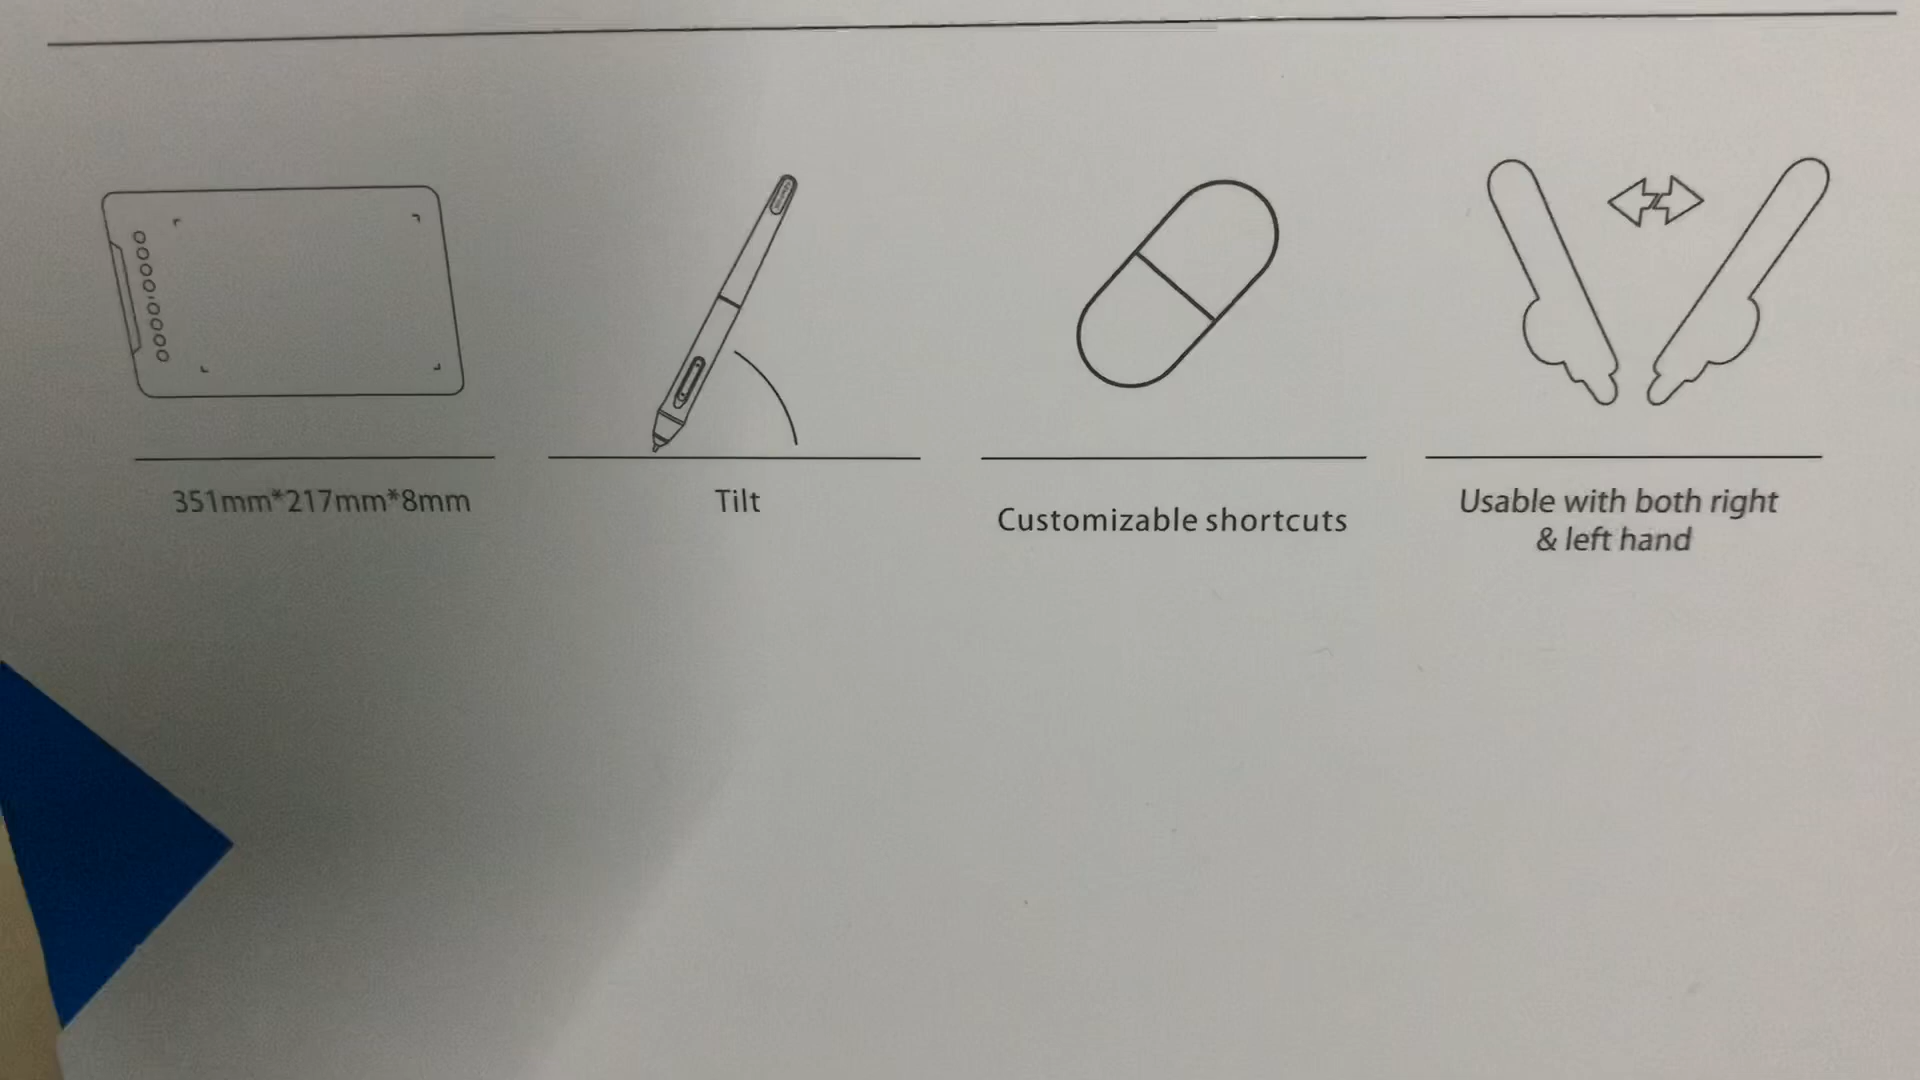 351mm*217mm*8mm
Tilt
Customizable shortcuts
Usable with both right
& left hand